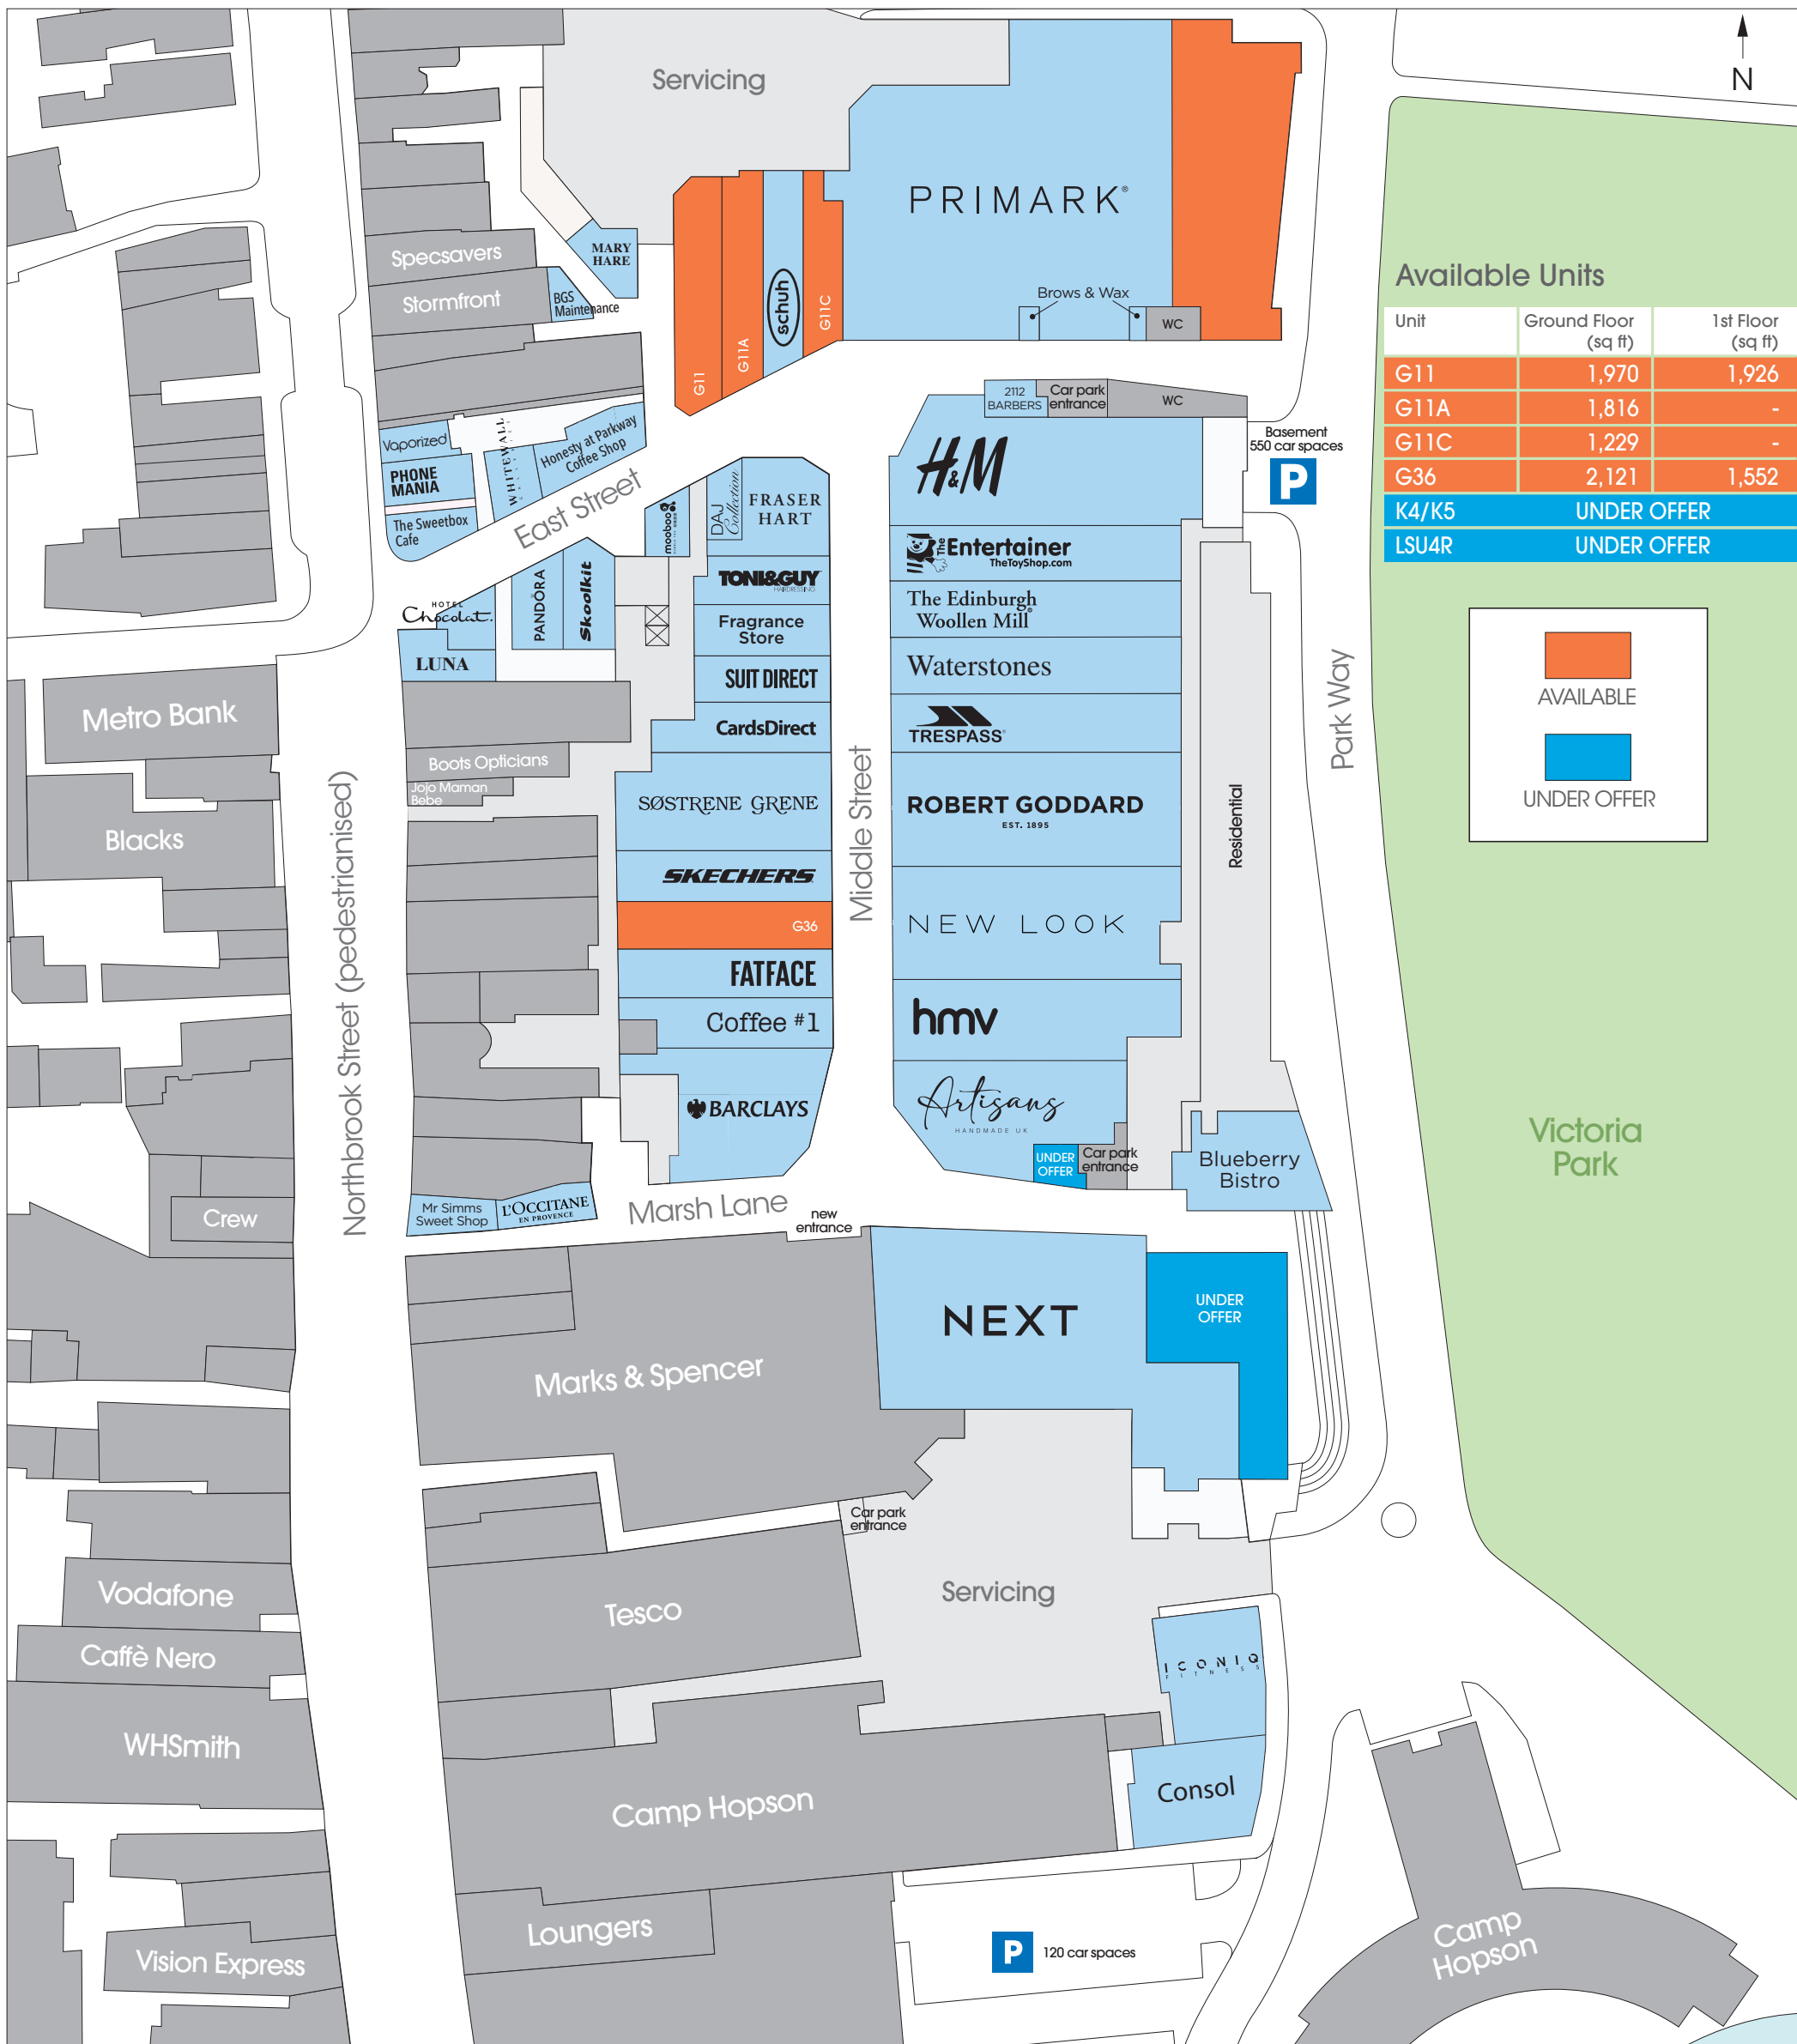 N
Servicing
PRIMARK®
Specsavers
Stormfront
MARY
HARE
BGS
Maintenance
G11
G11A
schuh
G11C
Brows & Wax
WC
Available Units
Unit Ground Floor (sq ft) 1st Floor (sq ft)
G11 1,970 1,926
G11A 1,816 -
G11C 1,229 -
G36 2,121 1,552
K4/K5 UNDER OFFER
LSU4R UNDER OFFER
AVAILABLE
UNDER OFFER
2112
BARBERS
Car park
entrance
WC
Basement
550 car spaces
P
Vaporized
PHONE
MANIA
The Sweetbox
Cafe
WHITEWALL
Honesty at Parkway
Coffee Shop
East Street
mooboo
DAJ
Collection
FRASER
HART
H&M
The Entertainer
TheToyShop.com
TONI&GUY
HAIRDRESSING
PANDORA
Skoolkit
HOTEL
Chocolat.
LUNA
Fragrance
Store
The Edinburgh
Woollen Mill®
SUIT DIRECT
Waterstones
CardsDirect
TRESPASS®
Metro Bank
Boots Opticians
Jojo Maman
Bebe
Blacks
SØSTRENE GRENE
ROBERT GODDARD
EST. 1895
Middle Street
Park Way
Residential
Northbrook Street (pedestrianised)
SKECHERS
G36
NEW LOOK
FATFACE
Coffee #1
hmv
BARCLAYS
Artisans
HANDMADE UK
UNDER
OFFER
Car park
entrance
Blueberry
Bistro
Victoria
Park
Mr Simms
Sweet Shop
L'OCCITANE
EN PROVENCE
Marsh Lane
new
entrance
Crew
NEXT
UNDER
OFFER
Marks & Spencer
Car park
entrance
Servicing
Vodafone
Tesco
Caffè Nero
ICONIQ
FITNESS
WHSmith
Camp Hopson
Consol
Loungers
Vision Express
P 120 car spaces
Camp
Hopson